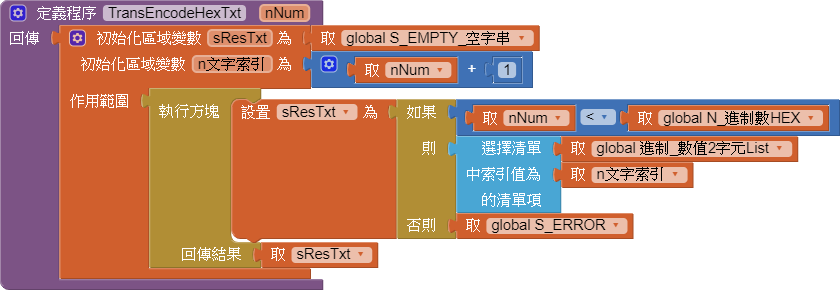 定義程序 TransEncodeHexTxt nNum
回傳 初始化區域變數 sResTxt 為 取 global S_EMPTY_空字串
初始化區域變數 n文字索引 為 取 nNum + 1
作用範圍 執行方塊 設置 sResTxt 為 如果 取 nNum < 取 global N_進制數HEX
則 選擇清單 取 global 進制_數值2字元List
中索引值為 取 n文字索引
的清單項
否則 取 global S_ERROR
回傳結果 取 sResTxt